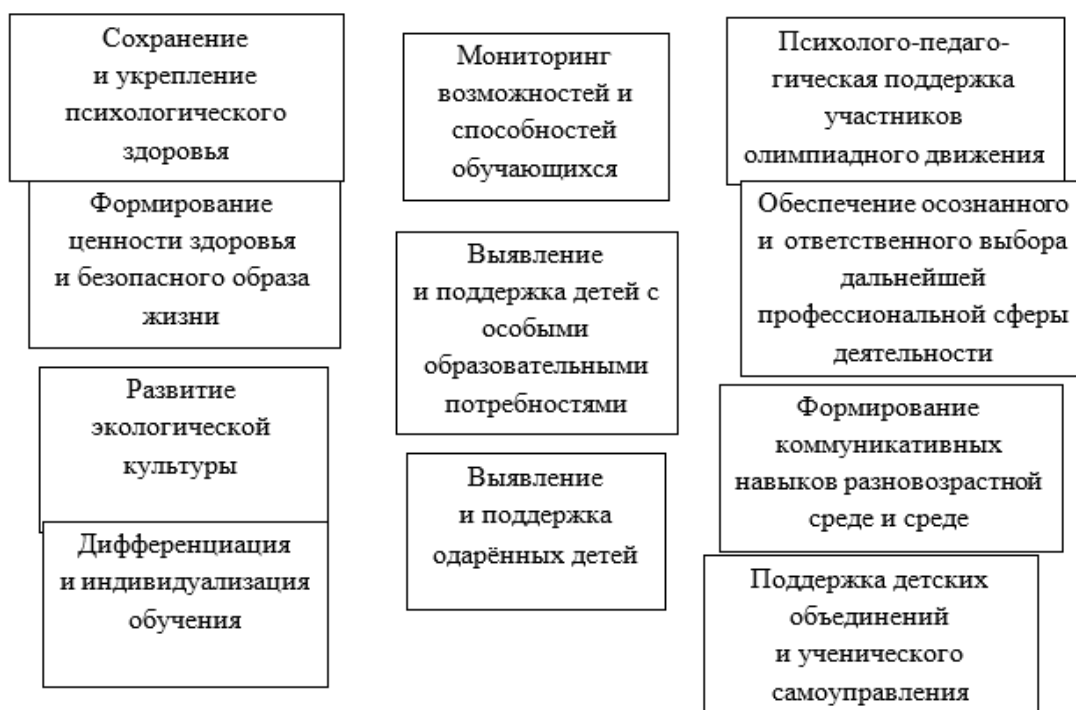 Сохранение
и укрепление
психологического
здоровья
Формирование
ценности здоровья
и безопасного образа
жизни
Развитие
экологической
культуры
Дифференциация
и индивидуализация
обучения
Мониторинг
возможностей и
способностей
обучающихся
Выявление
и поддержка детей с
особыми
образовательными
потребностями
Выявление
и поддержка
одарённых детей
Психолого-педаго-
гическая поддержка
участников
олимпиадного движения
Обеспечение осознанного
и ответственного выбора
дальнейшей
профессиональной сферы
деятельности
Формирование
коммуникативных
навыков разновозрастной
среде и среде
Поддержка детских
объединений
и ученического
самоуправления